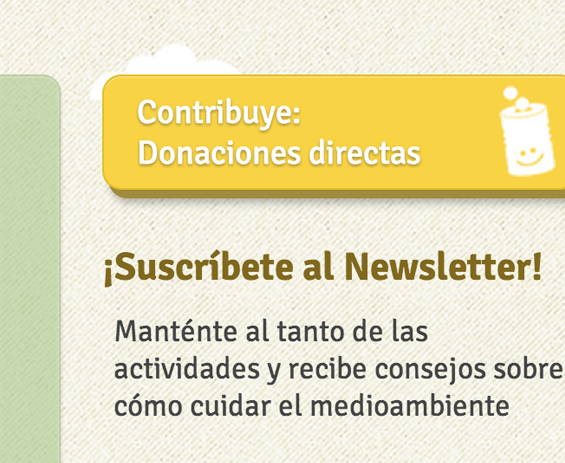 Contribuye:
Donaciones directas
¡Suscríbete al Newsletter!
Manténte al tanto de las
actividades y recibe consejos sobre
cómo cuidar el medioambiente